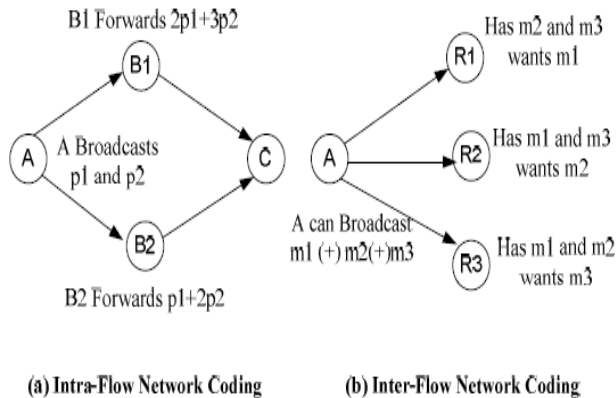 B1 Forwards 2p1+3p2
B1
A
A Broadcasts
p1 and p2
C
B2
B2 Forwards p1+2p2
(a) Intra-Flow Network Coding
Has m2 and m3
wants m1
R1
A
R2
Has m1 and m3
wants m2
A can Broadcast
m1 (+) m2(+)m3
R3
Has m1 and m2
wants m3
(b) Inter-Flow Network Coding